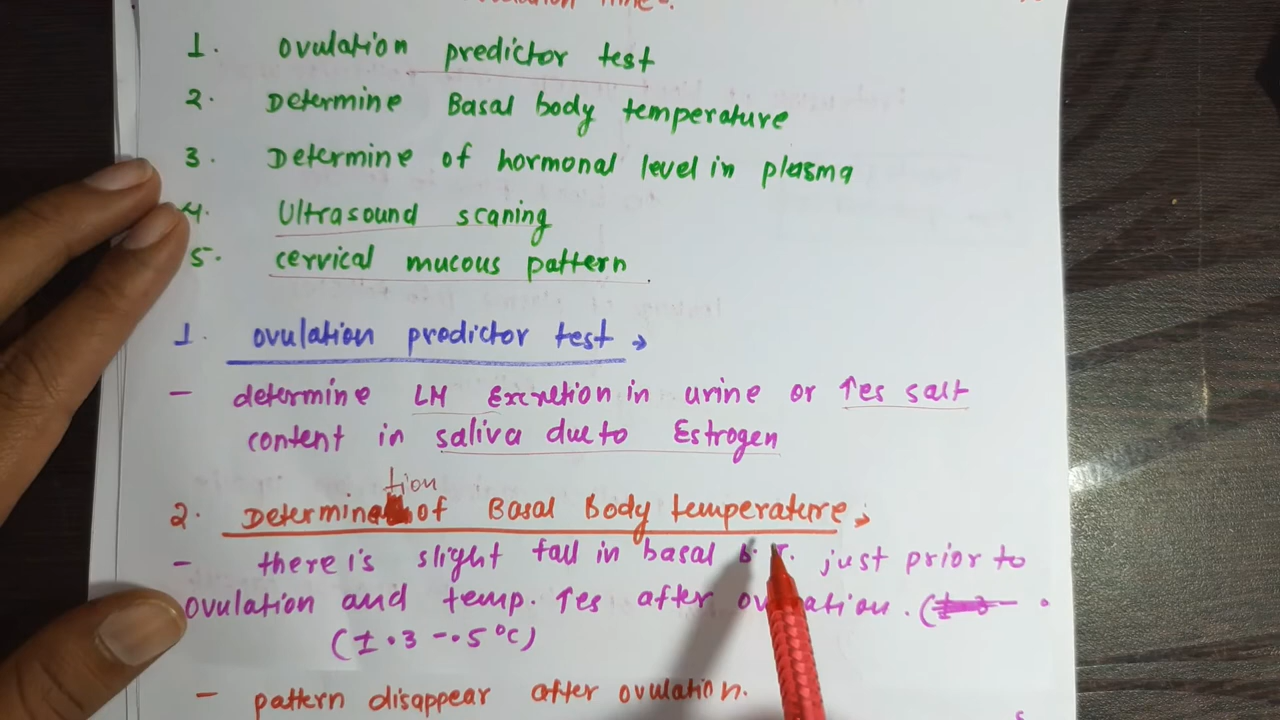 1. ovulation predictor test
2. Determine Basal body temperature
3. Determine of hormonal level in plasma
4. Ultrasound scaning
5. cervical mucous pattern
1. ovulation predictor test →
- determine LH Excretion in urine or ↑es salt
content in saliva due to Estrogen
tion
2. Determina of Basal Body temperature →
- there is slight fall in basal b.T. just prior to
ovulation and temp. ↑es after ovulation. (
(±.3 -.5°C)
- pattern disappear after ovulation.